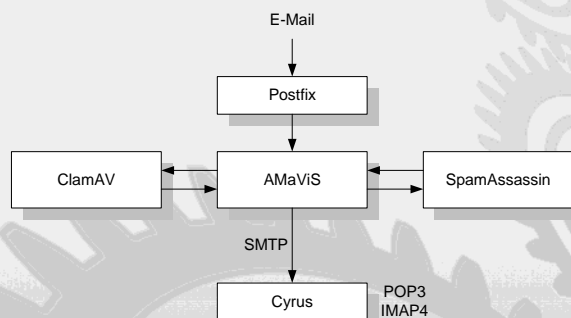 E-Mail
Postfix
ClamAV
AMaViS
SpamAssassin
SMTP
Cyrus
POP3
IMAP4